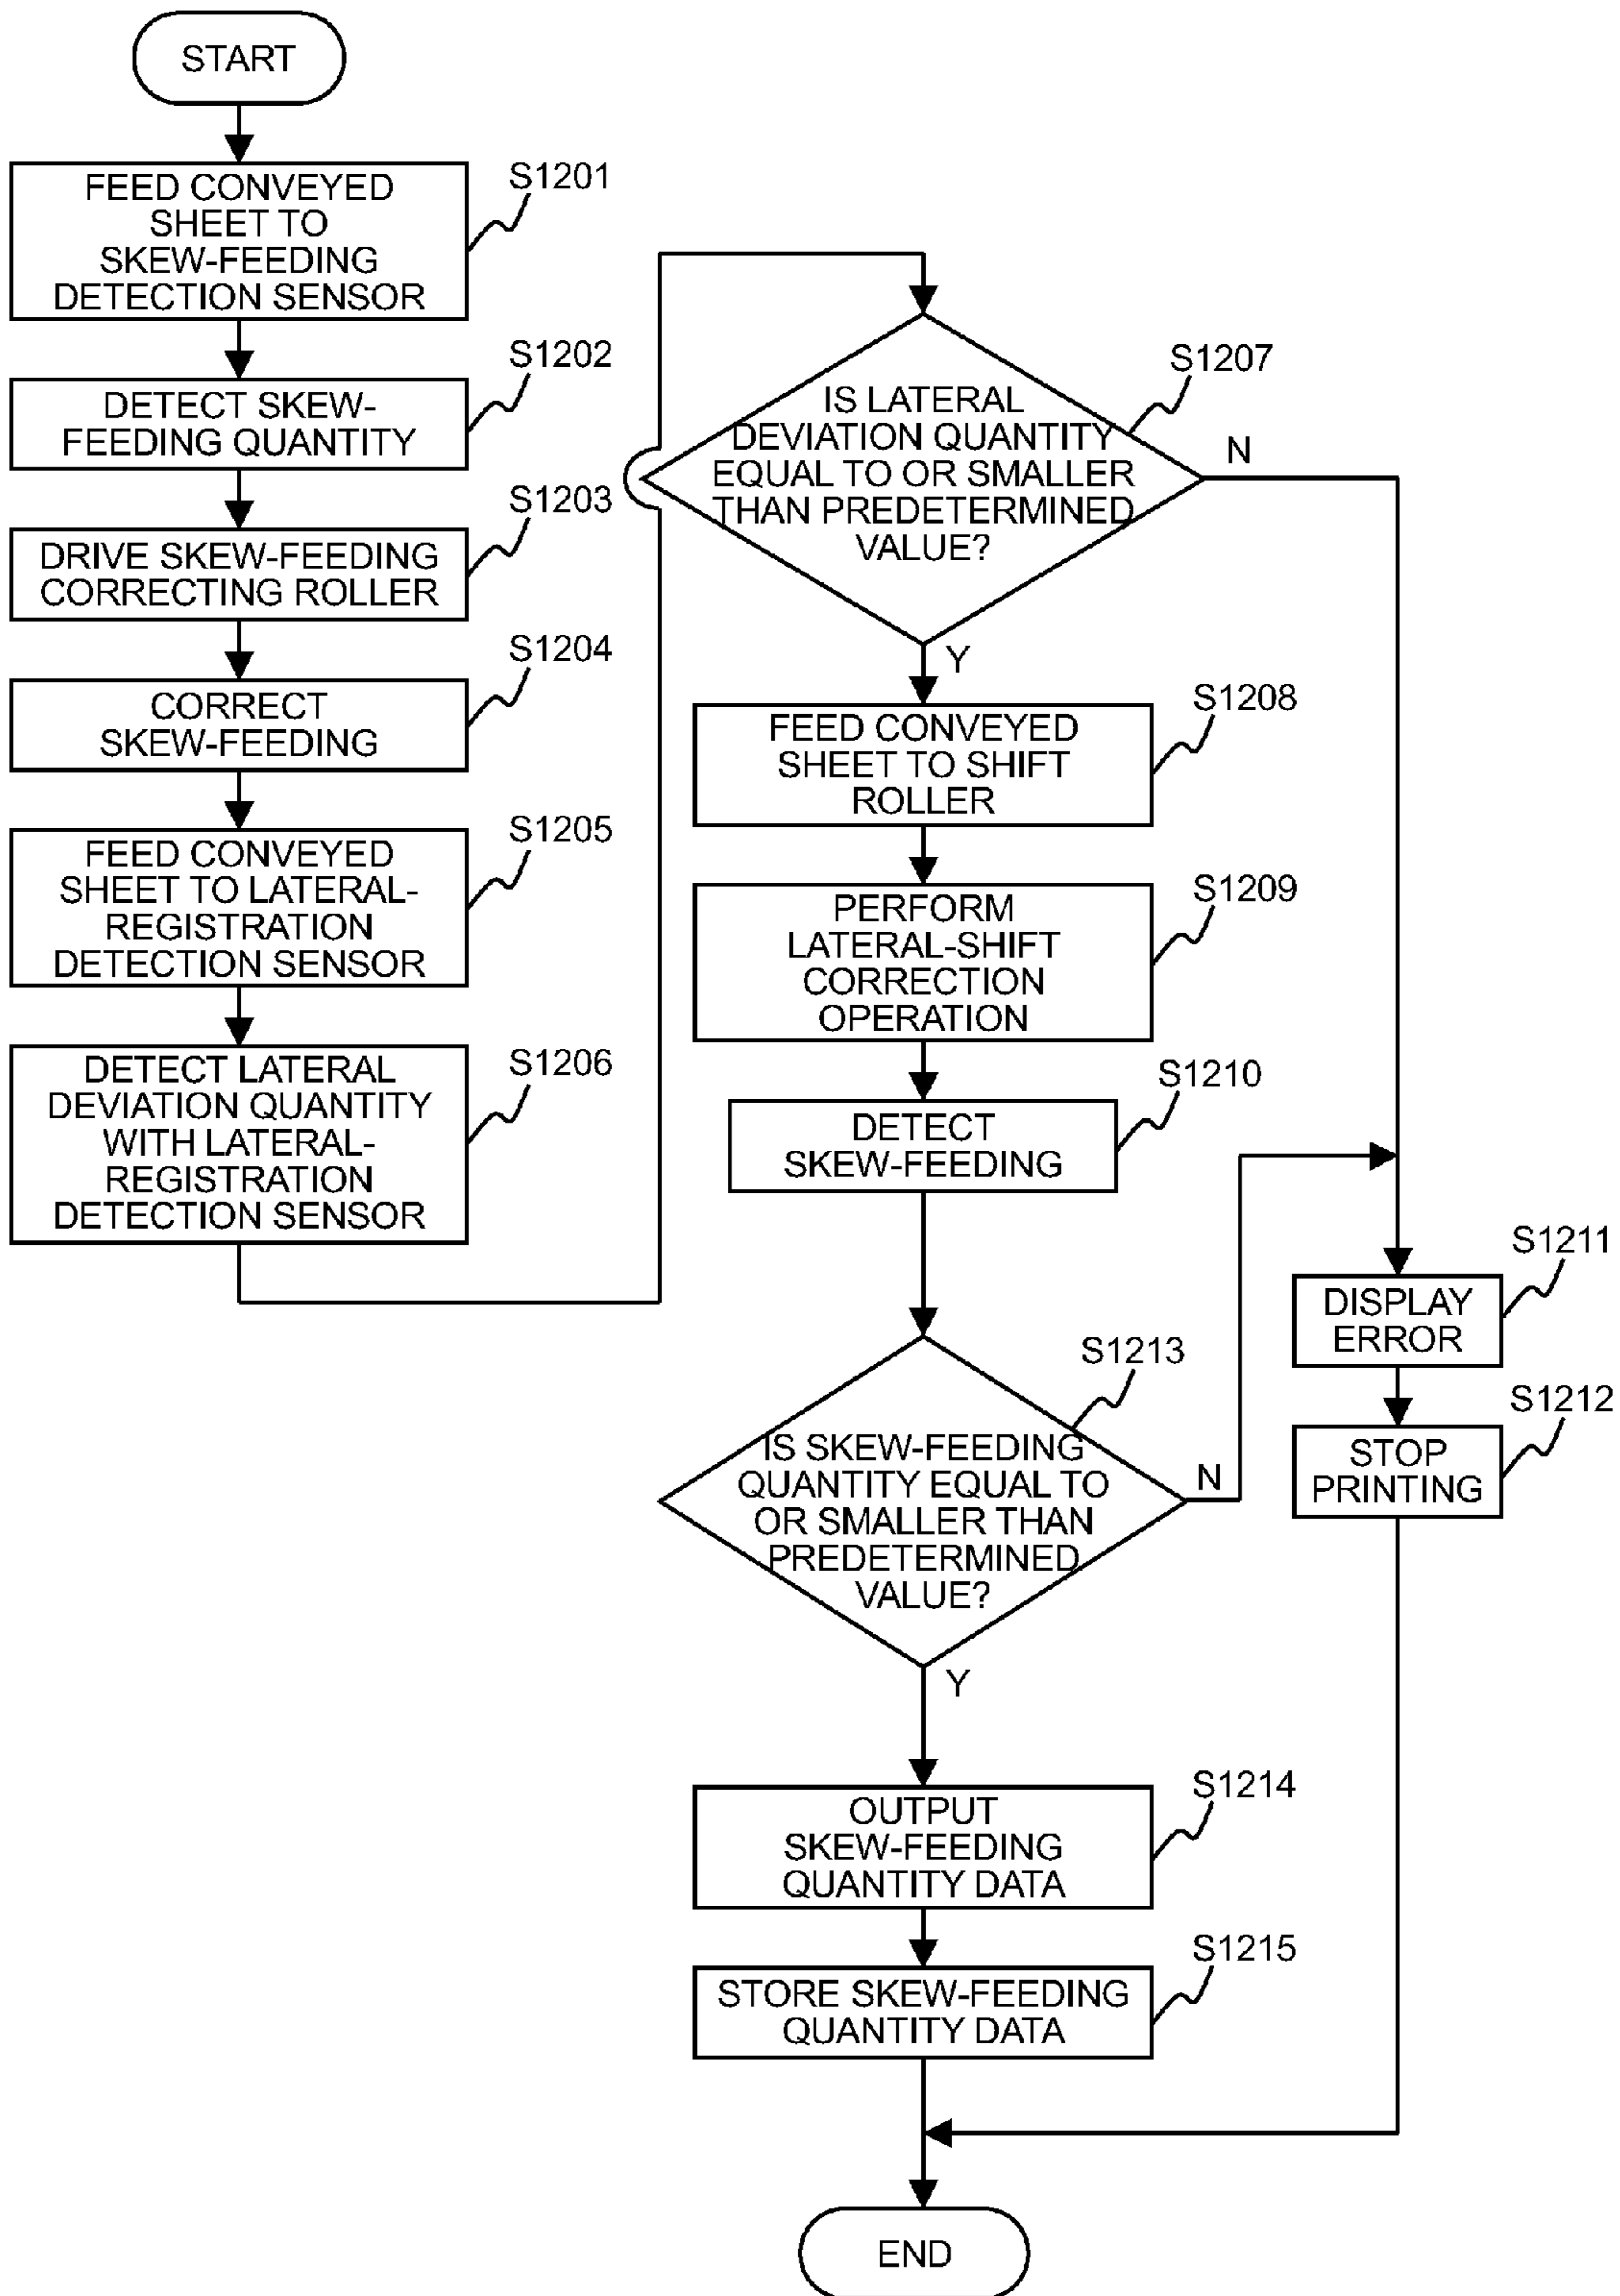 START
FEED CONVEYED
SHEET TO
SKEW-FEEDING
DETECTION SENSOR
S1201
DETECT SKEW-
FEEDING QUANTITY
S1202
DRIVE SKEW-FEEDING
CORRECTING ROLLER
S1203
CORRECT
SKEW-FEEDING
S1204
FEED CONVEYED
SHEET TO LATERAL-
REGISTRATION
DETECTION SENSOR
S1205
DETECT LATERAL
DEVIATION QUANTITY
WITH LATERAL-
REGISTRATION
DETECTION SENSOR
S1206
IS LATERAL
DEVIATION QUANTITY
EQUAL TO OR SMALLER
THAN PREDETERMINED
VALUE?
S1207
N
Y
FEED CONVEYED
SHEET TO SHIFT
ROLLER
S1208
PERFORM
LATERAL-SHIFT
CORRECTION
OPERATION
S1209
DETECT
SKEW-FEEDING
S1210
DISPLAY
ERROR
S1211
STOP
PRINTING
S1212
IS SKEW-FEEDING
QUANTITY EQUAL TO
OR SMALLER THAN
PREDETERMINED
VALUE?
S1213
N
Y
OUTPUT
SKEW-FEEDING
QUANTITY DATA
S1214
STORE SKEW-FEEDING
QUANTITY DATA
S1215
END